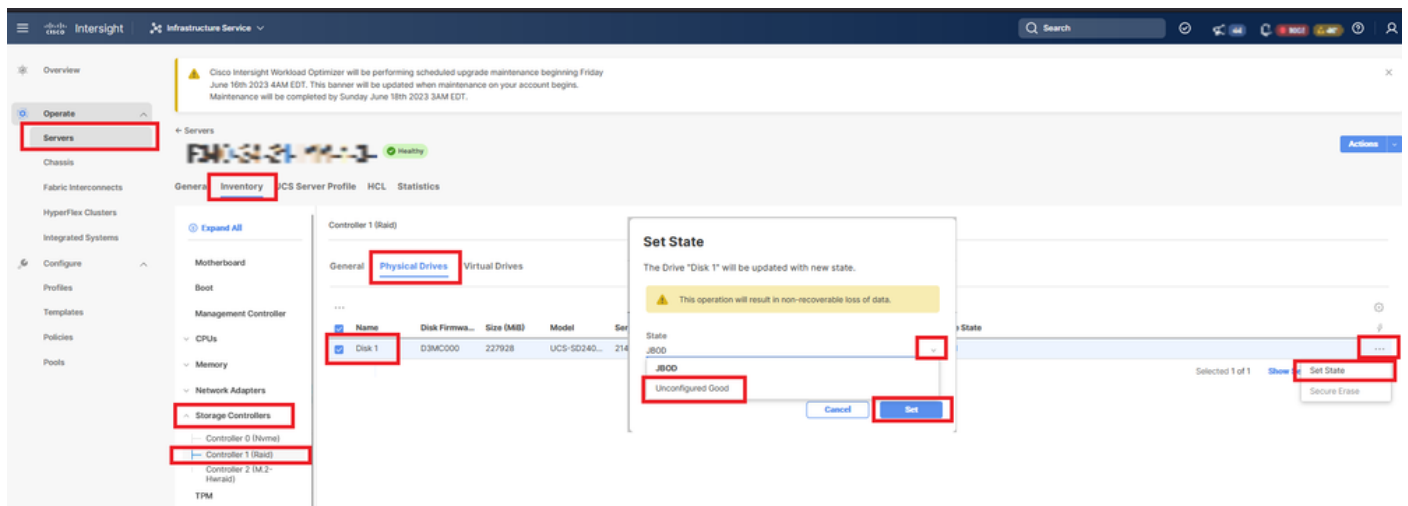 cisco Intersight
Infrastructure Service
Search
Overview
Operate
Servers
Chassis
Fabric Interconnects
HyperFlex Clusters
Integrated Systems
Configure
Profiles
Templates
Policies
Pools
Cisco Intersight Workload Optimizer will be performing scheduled upgrade maintenance beginning Friday
June 16th 2023 4AM EDT. This banner will be updated when maintenance on your account begins.
Maintenance will be completed by Sunday June 18th 2023 3AM EDT.
← Servers
Healthy
Actions
General Inventory UCS Server Profile HCL Statistics
Expand All
Motherboard
Boot
Management Controller
CPUs
Memory
Network Adapters
Storage Controllers
Controller 0 (Nvme)
Controller 1 (Raid)
Controller 2 (M.2-
Hwraid)
TPM
Controller 1 (Raid)
General Physical Drives Virtual Drives
...
Name Disk Firmwa... Size (MiB) Model Ser State
Disk 1 D3MC000 227928 UCS-SD240... 214 ...
Selected 1 of 1 Show Se
Set State
Secure Erase
Set State
The Drive "Disk 1" will be updated with new state.
This operation will result in non-recoverable loss of data.
State
JBOD
JBOD
Unconfigured Good
Cancel Set